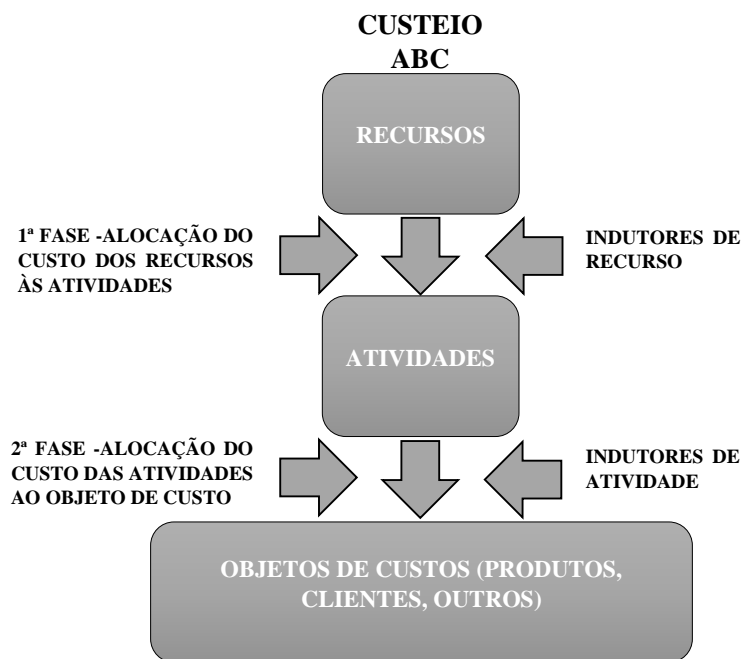 CUSTEIO
ABC
RECURSOS
1ª FASE -ALOCAÇÃO DO
CUSTO DOS RECURSOS
ÀS ATIVIDADES
INDUTORES DE
RECURSO
ATIVIDADES
2ª FASE -ALOCAÇÃO DO
CUSTO DAS ATIVIDADES
AO OBJETO DE CUSTO
INDUTORES DE
ATIVIDADE
OBJETOS DE CUSTOS (PRODUTOS,
CLIENTES, OUTROS)